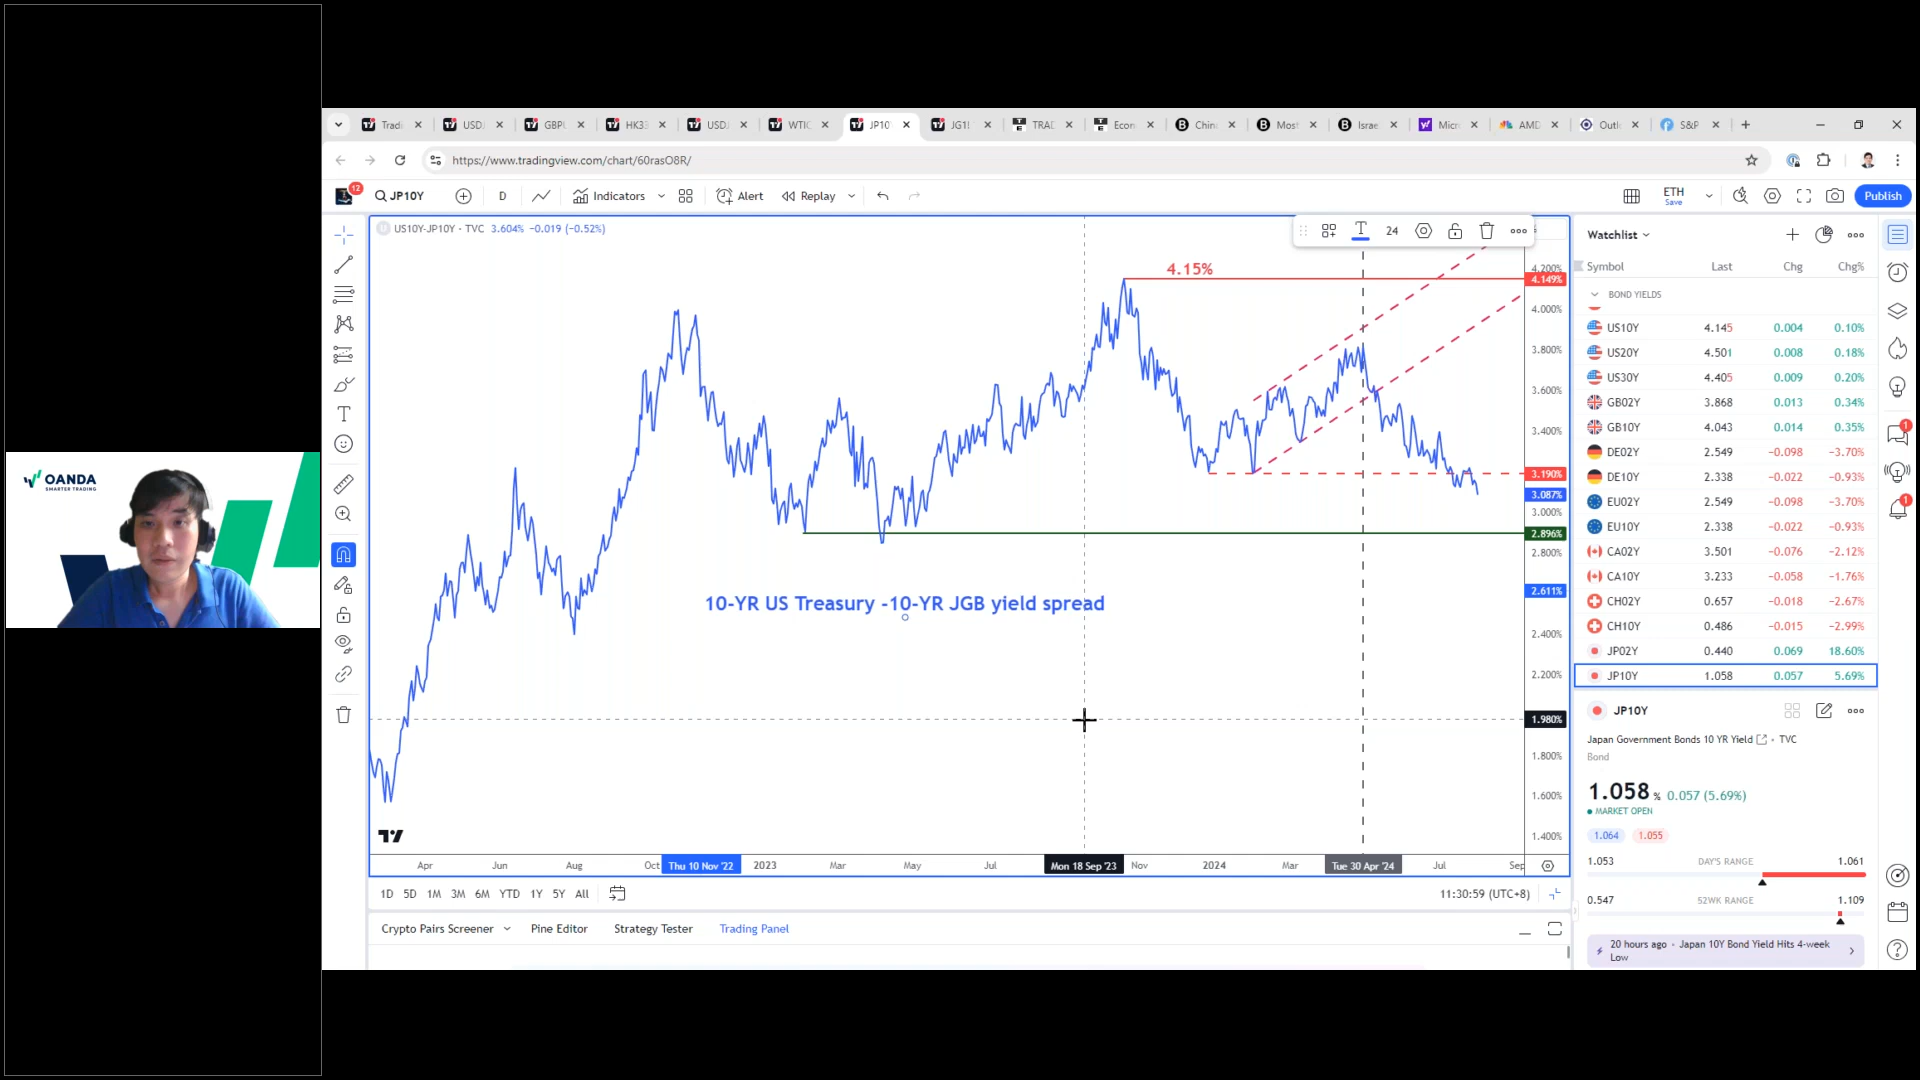 OANDA
SMARTER TRADING
Tradi
USDJ
GBPU
HK33
USDJ
WTIC
JP10
JG1!
TRAD
Econ
Chin
Most
Israe
Micr
AMD
Outl
S&P
https://www.tradingview.com/chart/60rasO8R/
12
JP10Y
D
Indicators
Alert
Replay
ETH
Save
Publish
US10Y-JP10Y · TVC 3.604% −0.019 (−0.52%)
24
4.15%
10-YR US Treasury -10-YR JGB yield spread
4.200%
4.149%
4.000%
3.800%
3.600%
3.400%
3.190%
3.087%
3.000%
2.896%
2.800%
2.611%
2.400%
2.200%
1.980%
1.800%
1.600%
1.400%
Apr Jun Aug Oct Thu 10 Nov '22 2023 Mar May Jul Mon 18 Sep '23 Nov 2024 Mar Tue 30 Apr '24 Jul Sep
1D 5D 1M 3M 6M YTD 1Y 5Y All
11:30:59 (UTC+8)
Crypto Pairs Screener Pine Editor Strategy Tester Trading Panel
Watchlist
Symbol Last Chg Chg%
BOND YIELDS
US10Y 4.145 0.004 0.10%
US20Y 4.501 0.008 0.18%
US30Y 4.405 0.009 0.20%
GB02Y 3.868 0.013 0.34%
GB10Y 4.043 0.014 0.35%
DE02Y 2.549 −0.098 −3.70%
DE10Y 2.338 −0.022 −0.93%
EU02Y 2.549 −0.098 −3.70%
EU10Y 2.338 −0.022 −0.93%
CA02Y 3.501 −0.076 −2.12%
CA10Y 3.233 −0.058 −1.76%
CH02Y 0.657 −0.018 −2.67%
CH10Y 0.486 −0.015 −2.99%
JP02Y 0.440 0.069 18.60%
JP10Y 1.058 0.057 5.69%
JP10Y
Japan Government Bonds 10 YR Yield · TVC
Bond
1.058 % 0.057 (5.69%)
MARKET OPEN
1.064 1.055
1.053 DAY'S RANGE 1.061
0.547 52WK RANGE 1.109
20 hours ago · Japan 10Y Bond Yield Hits 4-week
Low
1
1